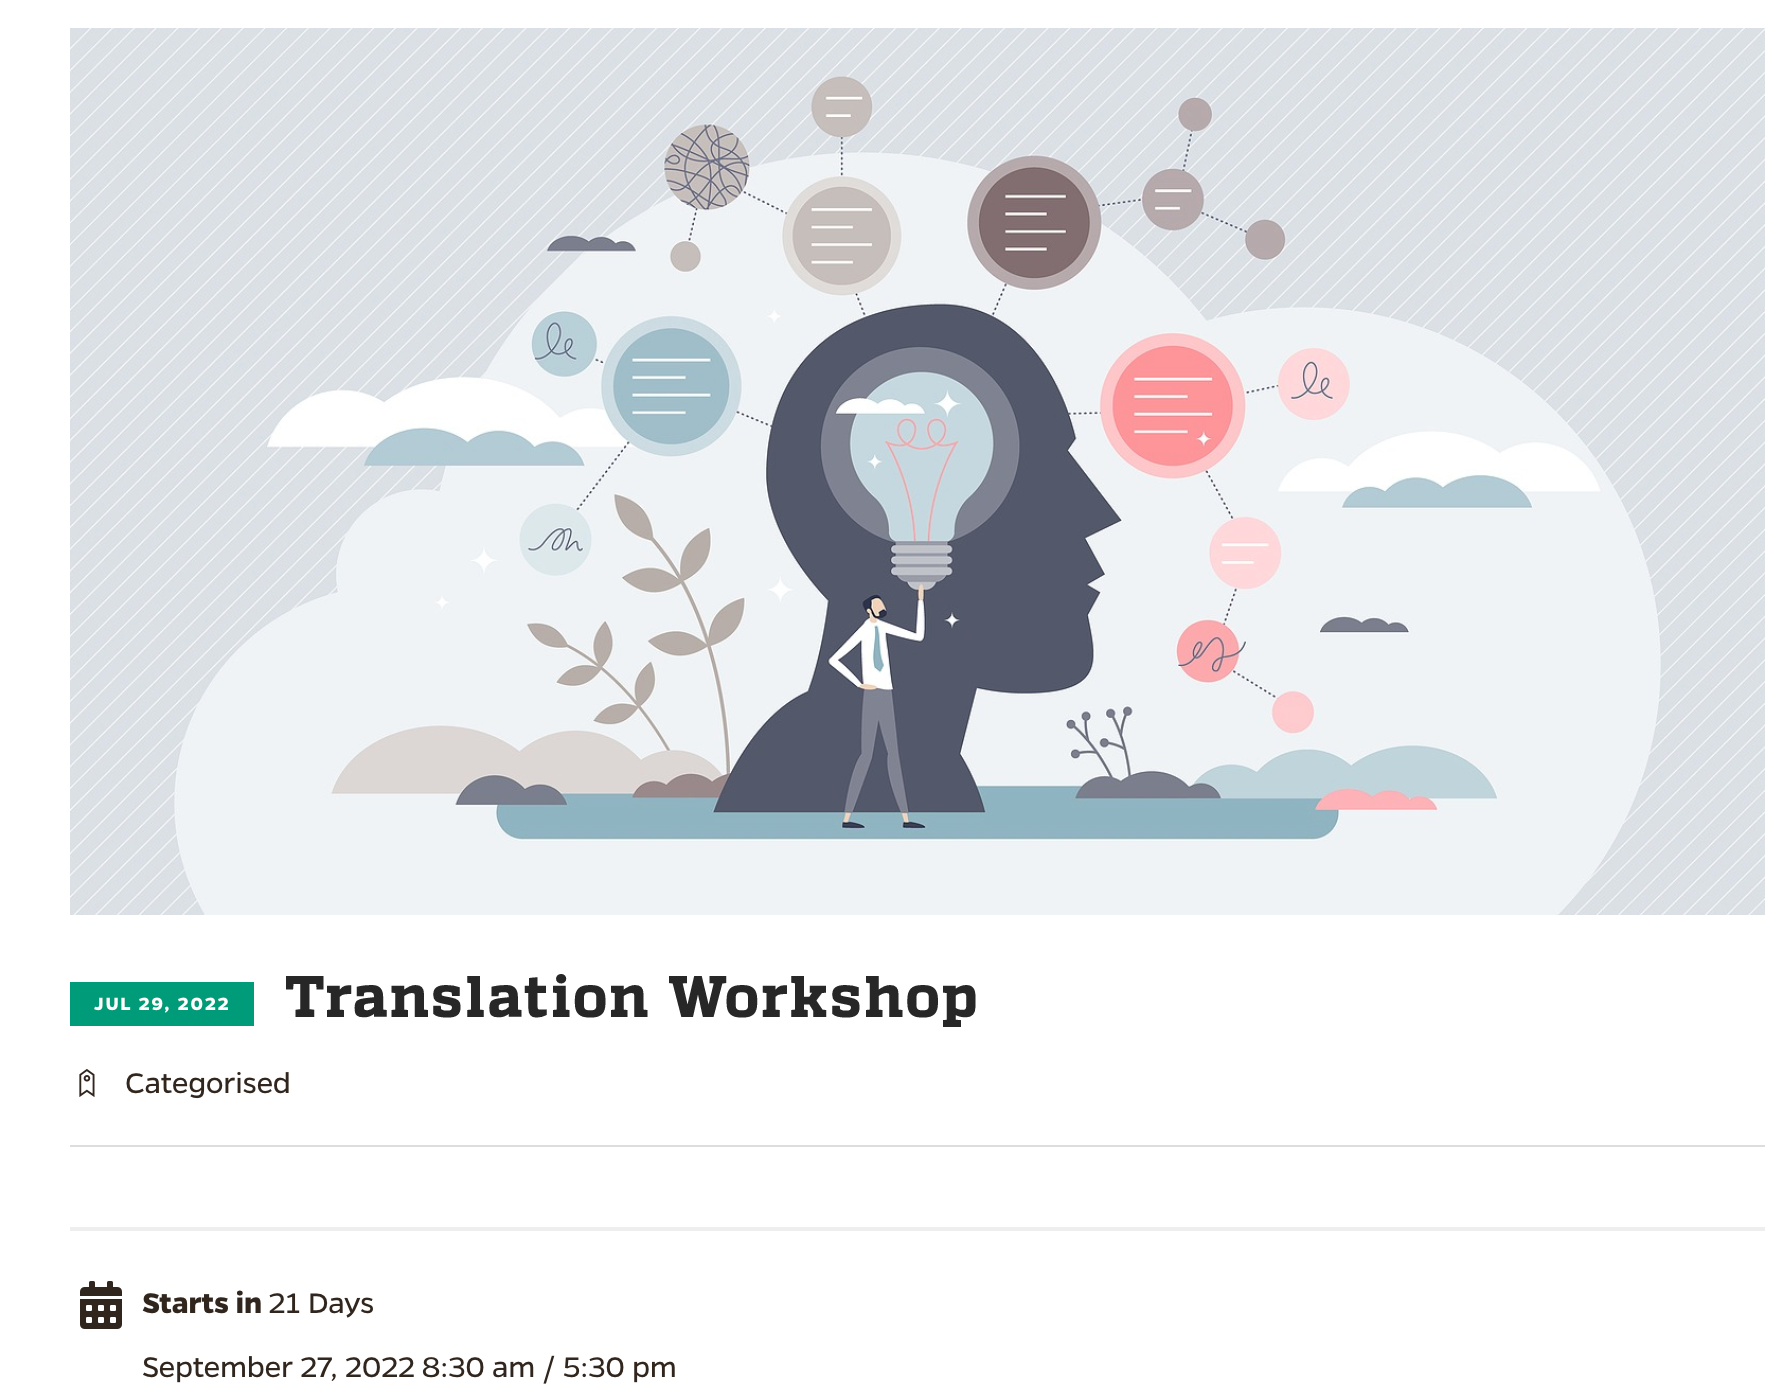 JUL 29, 2022 Translation Workshop
Categorised
Starts in 21 Days
September 27, 2022 8:30 am / 5:30 pm